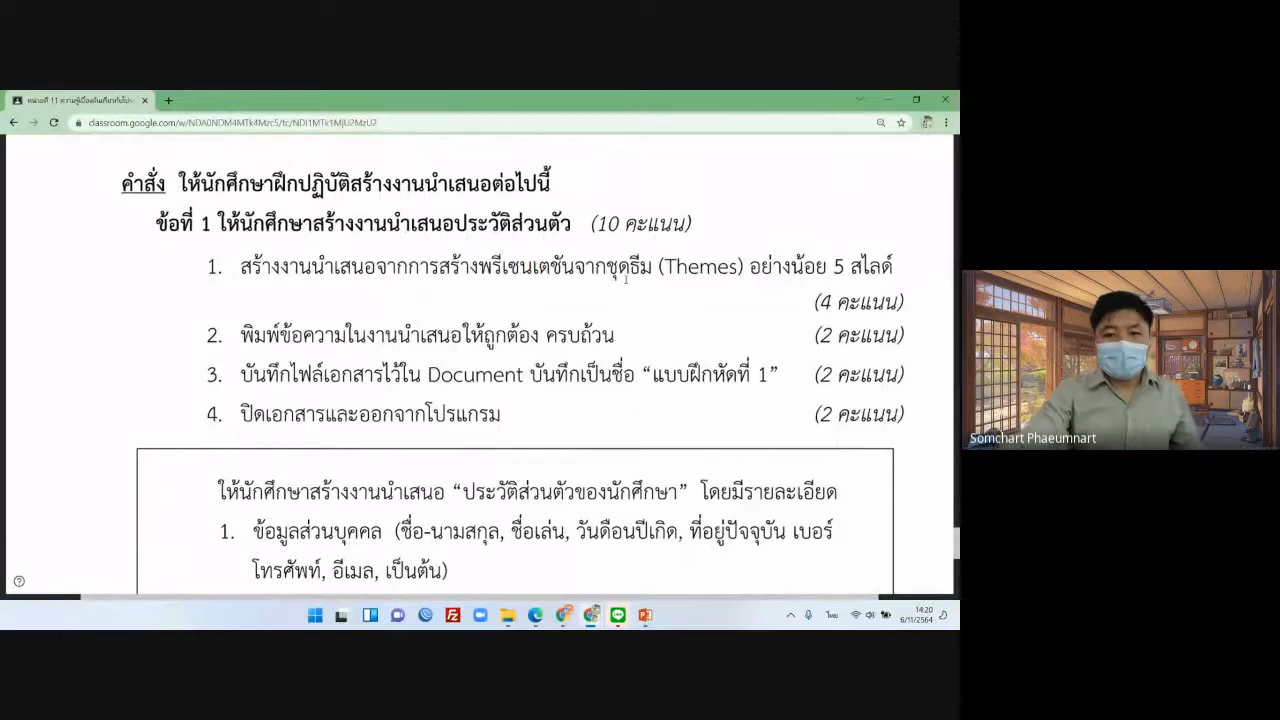 classroom.google.com/w/NDA0NDM4MTk4Mzc5/tc/NDI1MTk1MjU2MzU2
คำสั่ง ให้นักศึกษาฝึกปฏิบัติสร้างงานนำเสนอต่อไปนี้
ข้อที่ 1 ให้นักศึกษาสร้างงานนำเสนอประวัติส่วนตัว (10 คะแนน)
1. สร้างงานนำเสนอจากการสร้างพรีเซนเตชันจากชุดธีม (Themes) อย่างน้อย 5 สไลด์
(4 คะแนน)
2. พิมพ์ข้อความในงานนำเสนอให้ถูกต้อง ครบถ้วน (2 คะแนน)
3. บันทึกไฟล์เอกสารไว้ใน Document บันทึกเป็นชื่อ “แบบฝึกหัดที่ 1” (2 คะแนน)
4. ปิดเอกสารและออกจากโปรแกรม (2 คะแนน)
ให้นักศึกษาสร้างงานนำเสนอ “ประวัติส่วนตัวของนักศึกษา” โดยมีรายละเอียด
1. ข้อมูลส่วนบุคคล (ชื่อ-นามสกุล, ชื่อเล่น, วันดือนปีเกิด, ที่อยู่ปัจจุบัน เบอร์
โทรศัพท์, อีเมล, เป็นต้น)
Somchart Phaeumnart
ไทย
14:20
6/11/2564